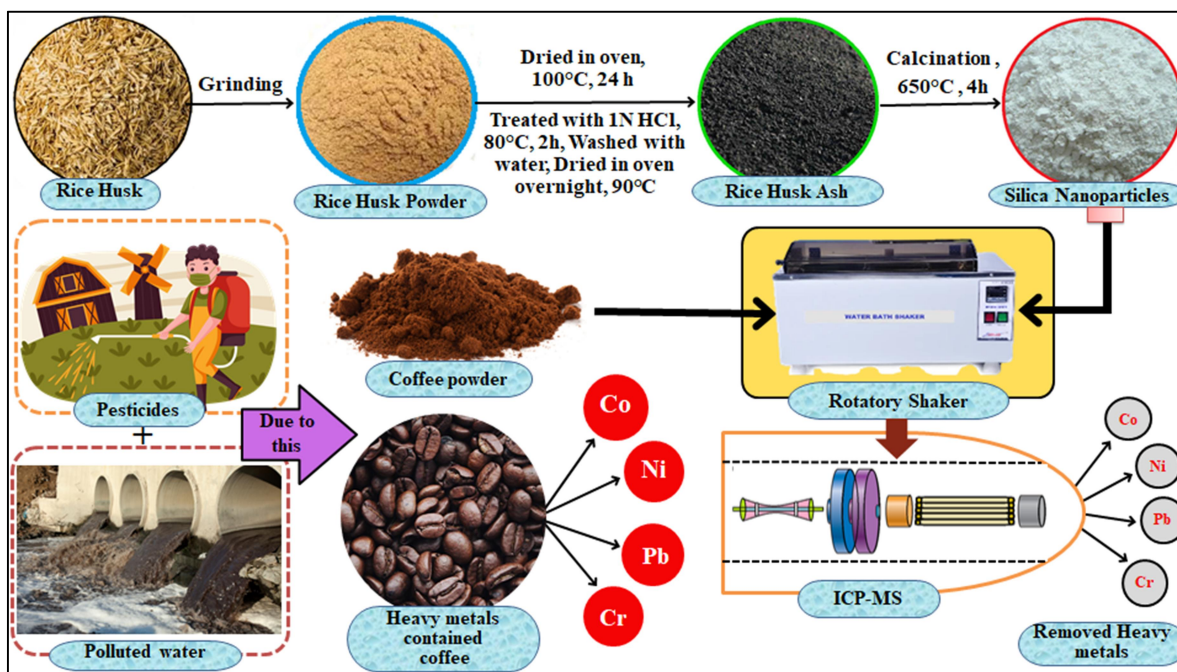 Grinding
Dried in oven,
100°C, 24 h
Treated with 1N HCl,
80°C, 2h, Washed with
water, Dried in oven
overnight, 90°C
Calcination ,
650°C , 4h
Rice Husk
Rice Husk Powder
Rice Husk Ash
Silica Nanoparticles
Pesticides
+
Polluted water
Due to
this
Coffee powder
Heavy metals
contained
coffee
Co
Ni
Pb
Cr
WATER BATH SHAKER
Rotatory Shaker
ICP-MS
Co
Ni
Pb
Cr
Removed Heavy
metals